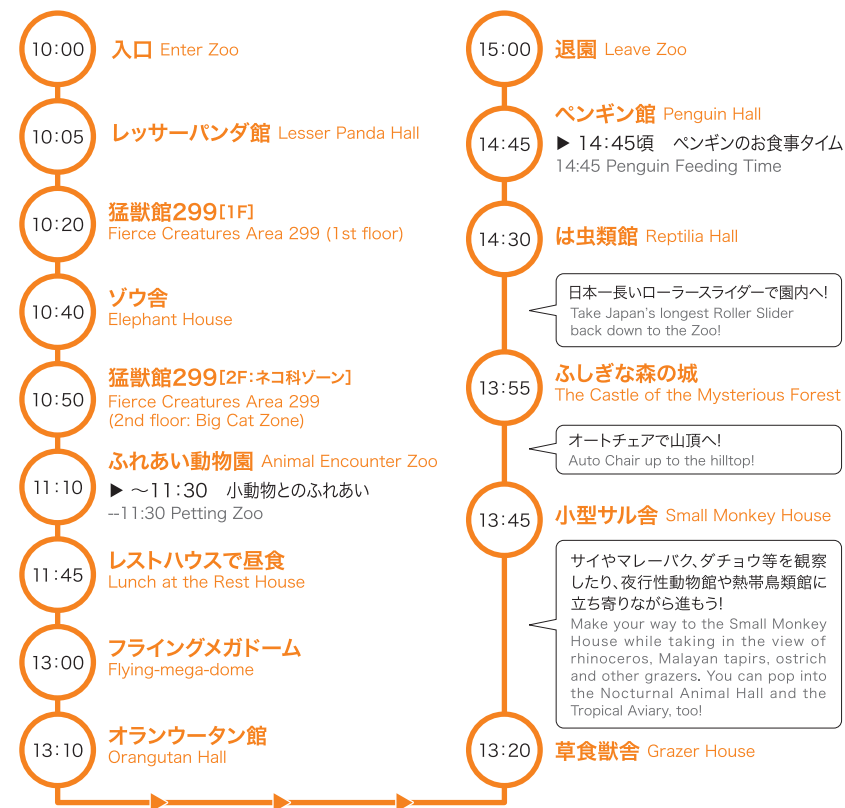 10:00
入口 Enter Zoo
10:05
レッサーパンダ館 Lesser Panda Hall
10:20
猛獣館299[1F]
Fierce Creatures Area 299 (1st floor)
10:40
ゾウ舎
Elephant House
10:50
猛獣館299[2F:ネコ科ゾーン]
Fierce Creatures Area 299
(2nd floor: Big Cat Zone)
11:10
ふれあい動物園 Animal Encounter Zoo
▶ ～11:30 小動物とのふれあい
--11:30 Petting Zoo
11:45
レストハウスで昼食
Lunch at the Rest House
13:00
フライングメガドーム
Flying-mega-dome
13:10
オランウータン館
Orangutan Hall
13:20
草食獣舎 Grazer House
サイやマレーバク、ダチョウ等を観察
したり、夜行性動物館や熱帯鳥類館に
立ち寄りながら進もう!
Make your way to the Small Monkey
House while taking in the view of
rhinoceros, Malayan tapirs, ostrich
and other grazers. You can pop into
the Nocturnal Animal Hall and the
Tropical Aviary, too!
13:45
小型サル舎 Small Monkey House
オートチェアで山頂へ!
Auto Chair up to the hilltop!
13:55
ふしぎな森の城
The Castle of the Mysterious Forest
日本一長いローラースライダーで園内へ!
Take Japan's longest Roller Slider
back down to the Zoo!
14:30
は虫類館 Reptilia Hall
14:45
ペンギン館 Penguin Hall
▶ 14:45頃 ペンギンのお食事タイム
14:45 Penguin Feeding Time
15:00
退園 Leave Zoo